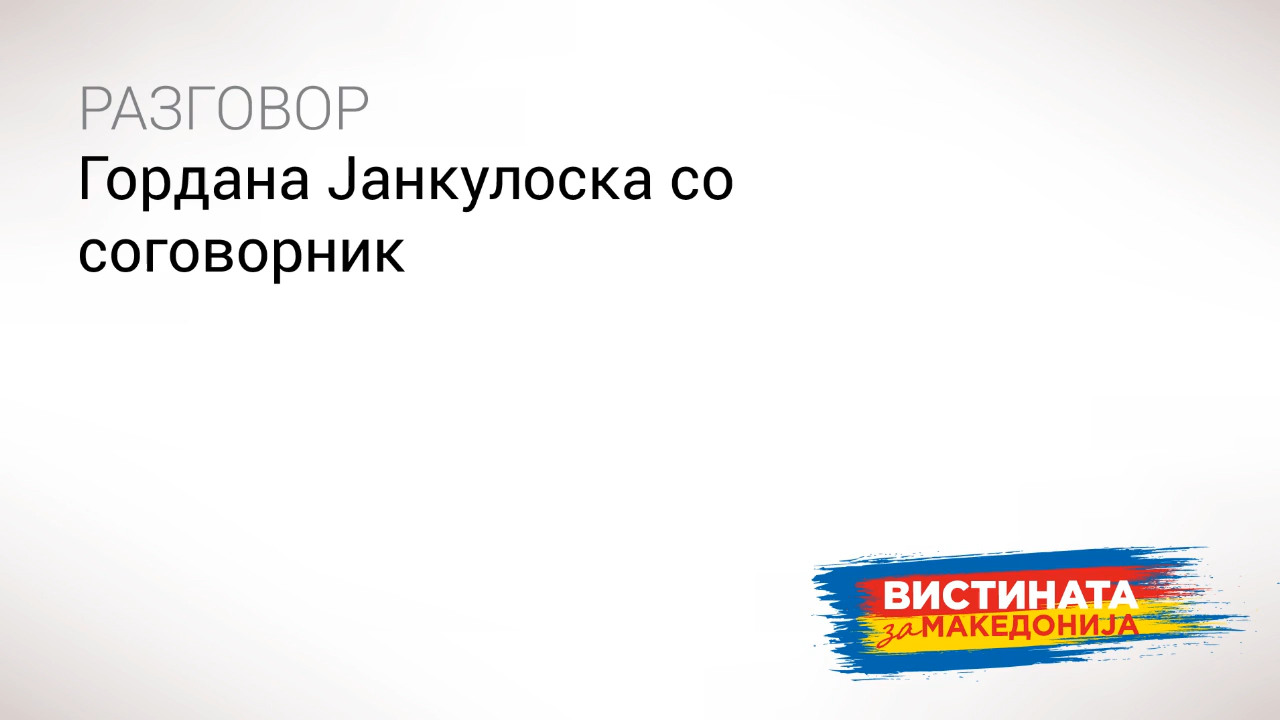 РАЗГОВОР
Гордана Јанкулоска со
соговорник
ВИСТИНАТА
за МАКЕДОНИЈА